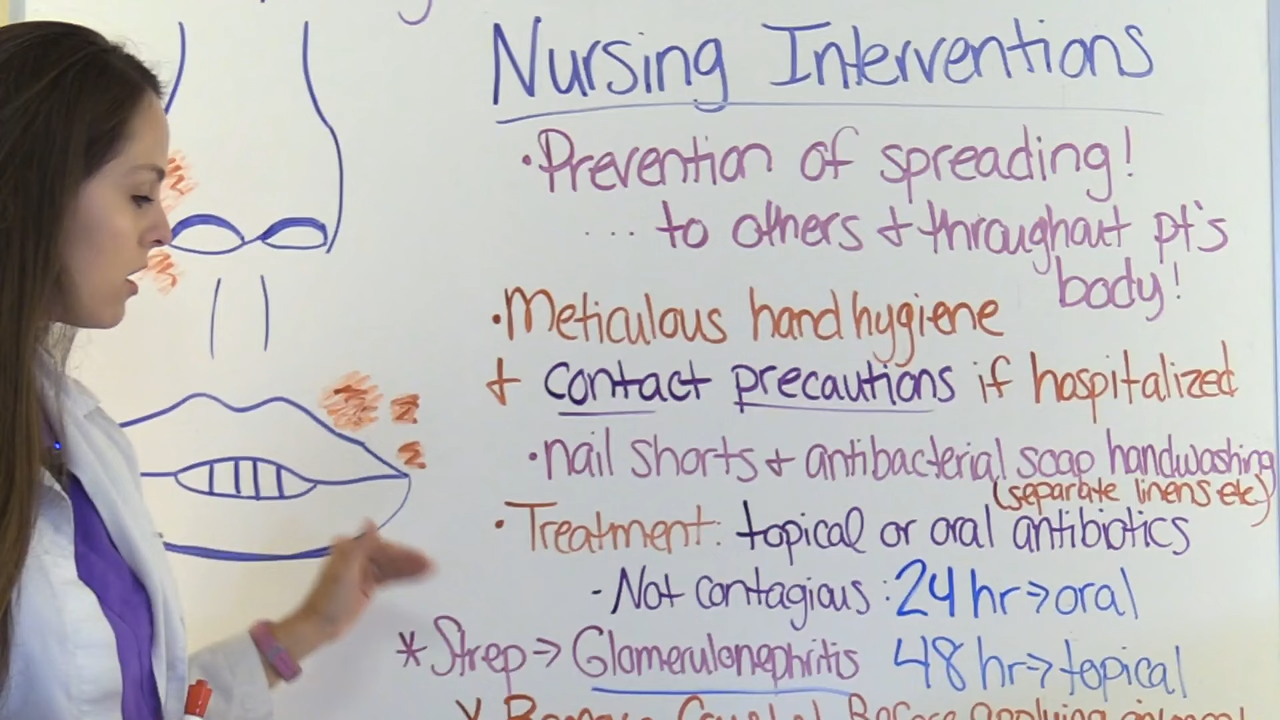 Nursing Interventions
• Prevention of spreading!
... to others + throughout pt's
body!
• Meticulous hand hygiene
+ contact precautions if hospitalized
• nail shorts + antibacterial soap handwashing
(separate linens etc)
• Treatment: topical or oral antibiotics
- Not contagious: 24 hr → oral
* Strep → Glomerulonephritis 48 hr → topical
Before applying